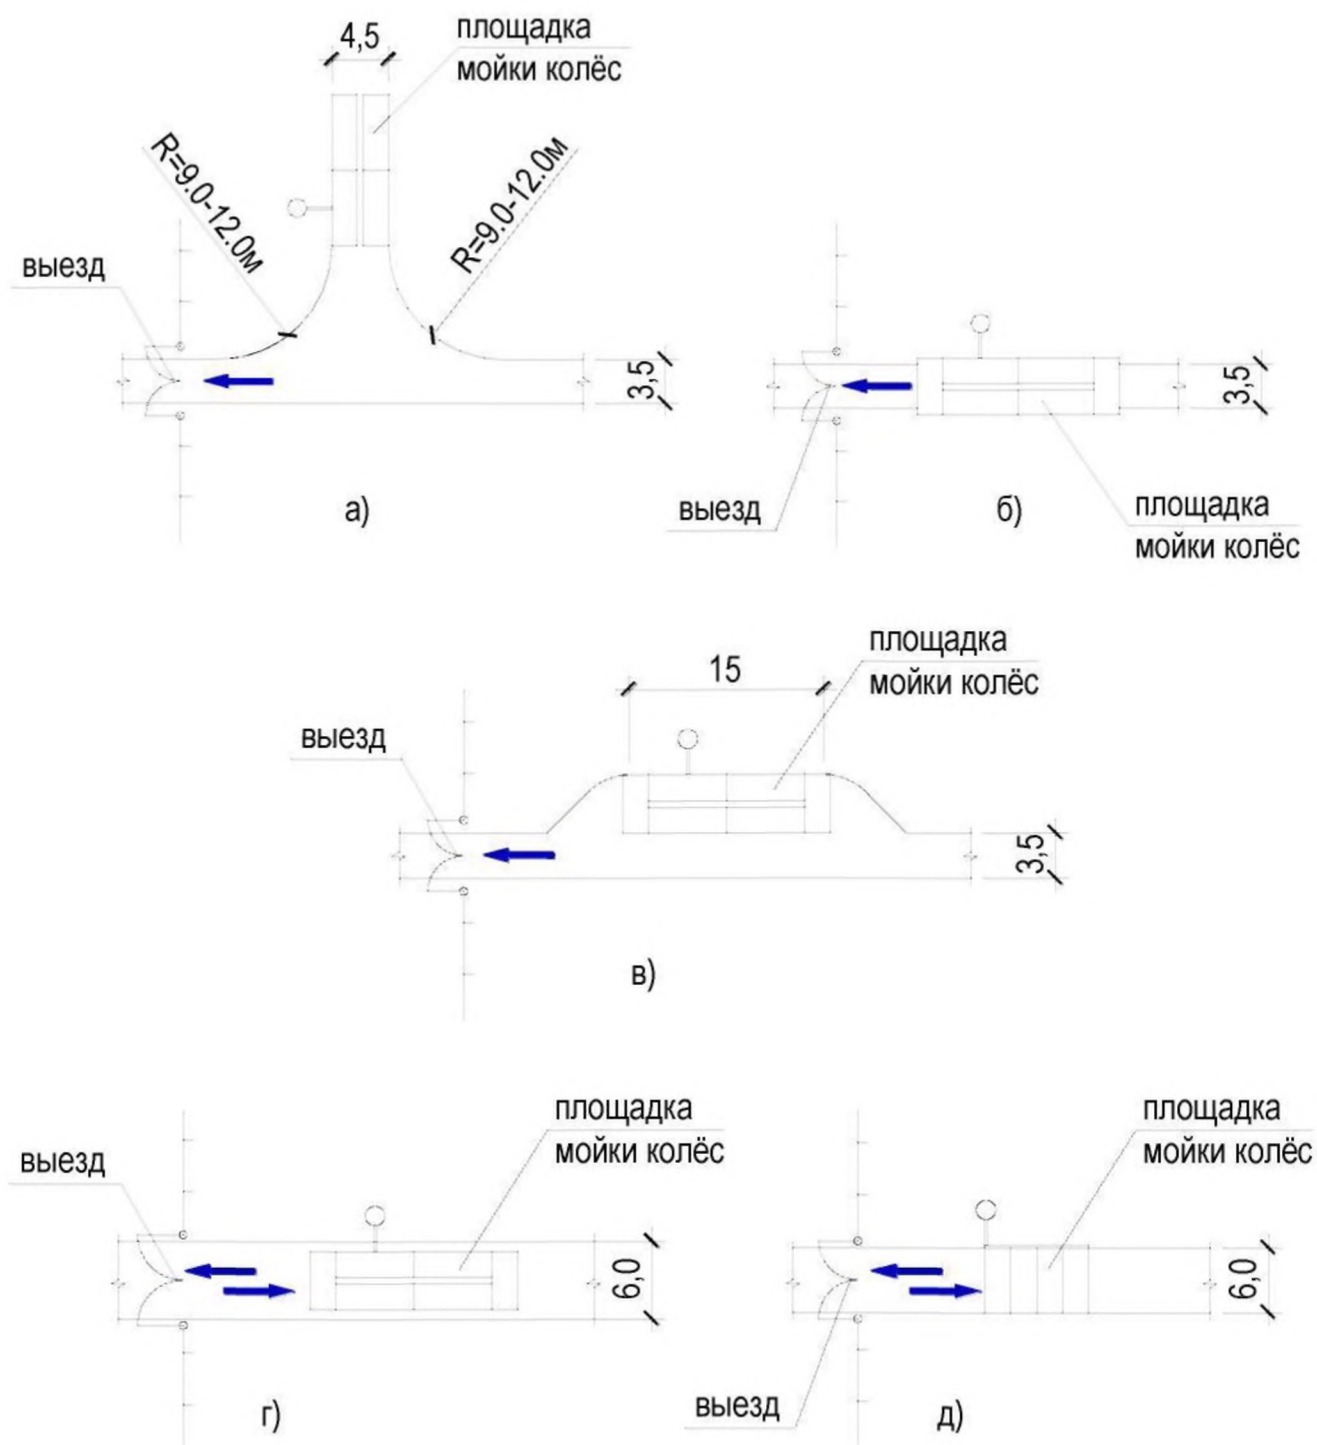 4,5
площадка
мойки колёс
R=9.0-12.0м
R=9.0-12.0м
выезд
3,5
а)
3,5
выезд
площадка
мойки колёс
б)
площадка
мойки колёс
15
выезд
3,5
в)
площадка
мойки колёс
выезд
6,0
г)
площадка
мойки колёс
6,0
выезд
д)